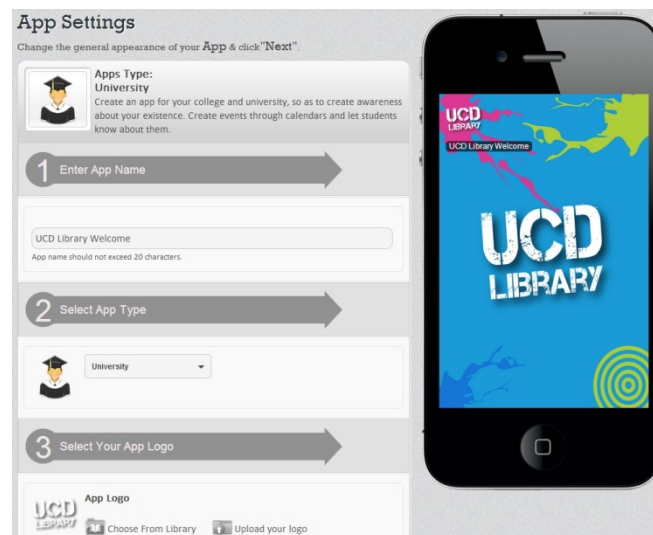 App Settings
Change the general appearance of your App & click"Next".
Apps Type:
University
Create an app for your college and university, so as to create awareness
about your existence. Create events through calendars and let students
know about them.
1 Enter App Name
UCD Library Welcome
App name should not exceed 20 characters.
2 Select App Type
University
3 Select Your App Logo
UCD
LIBRARY
App Logo
Choose From Library
Upload your logo
UCD
LIBRARY
UCD Library Welcome
UCD
LIBRARY